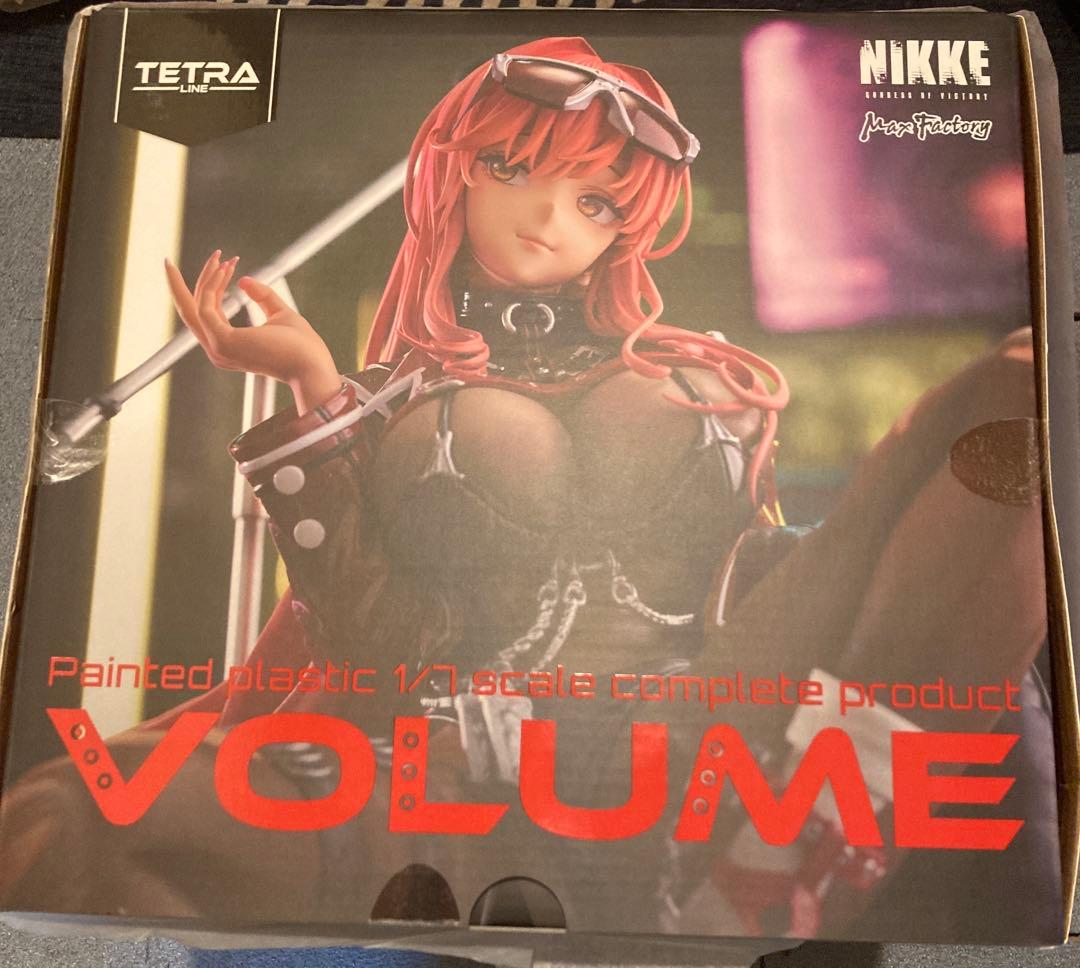 TETRA
LINE
NIKKE
GODDESS OF VICTORY
Max Factory
Painted plastic 1/7 scale complete product
VOLUME